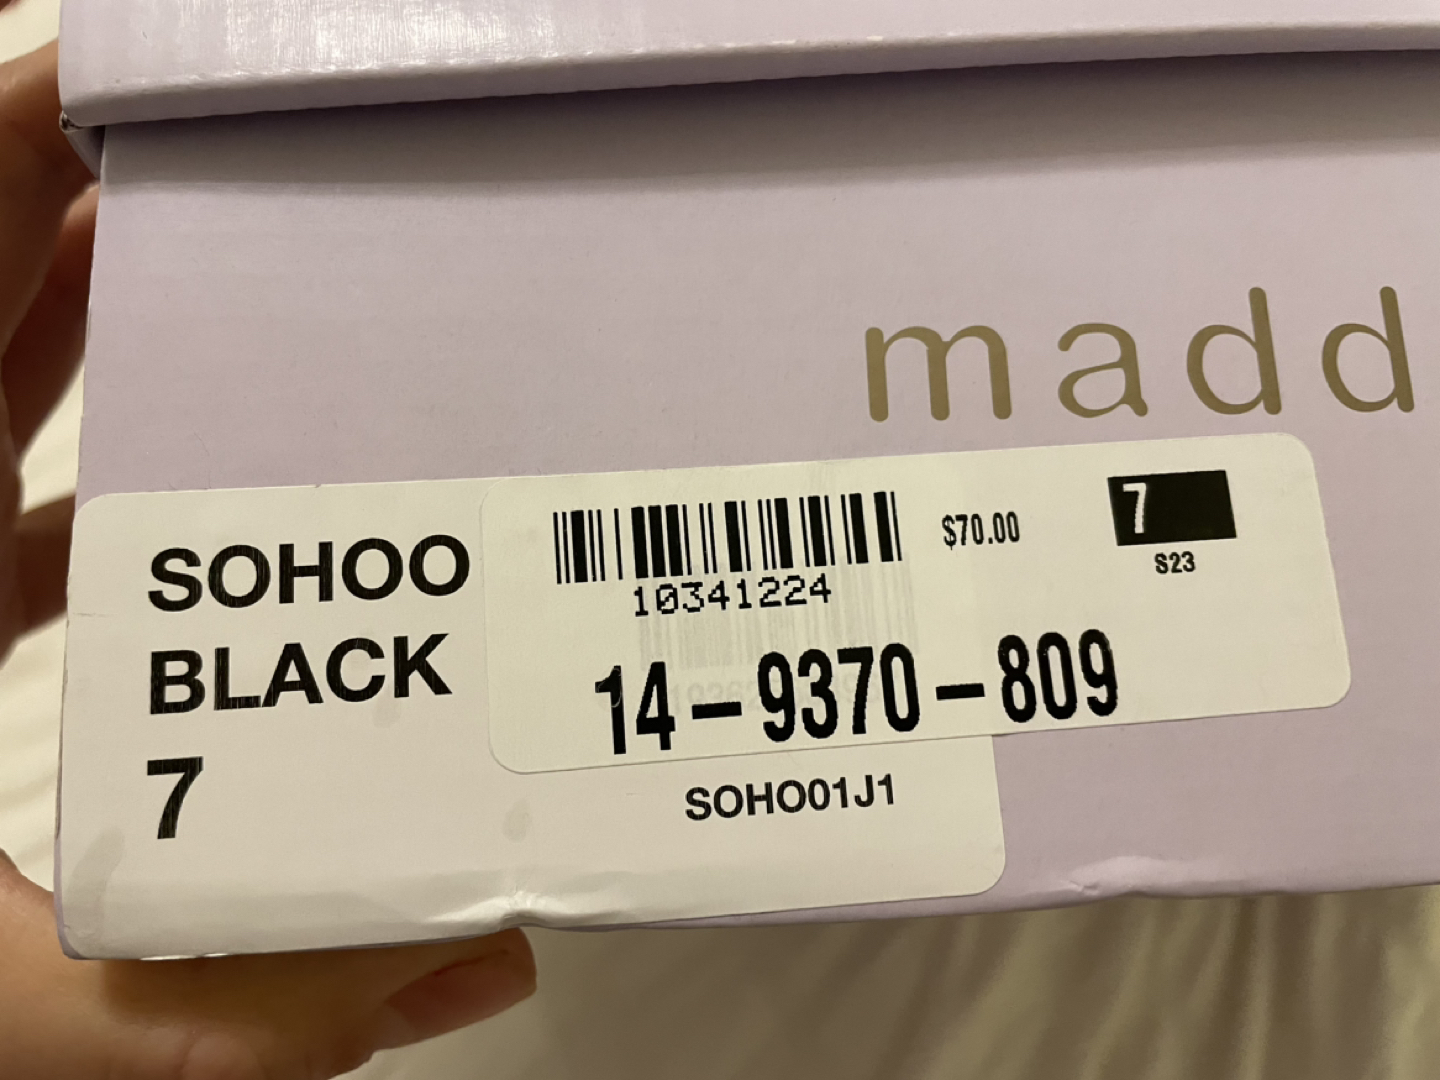 madd
SOHOO
BLACK
7
10341224
$70.00
7
S23
14-9370-809
SOHO01J1